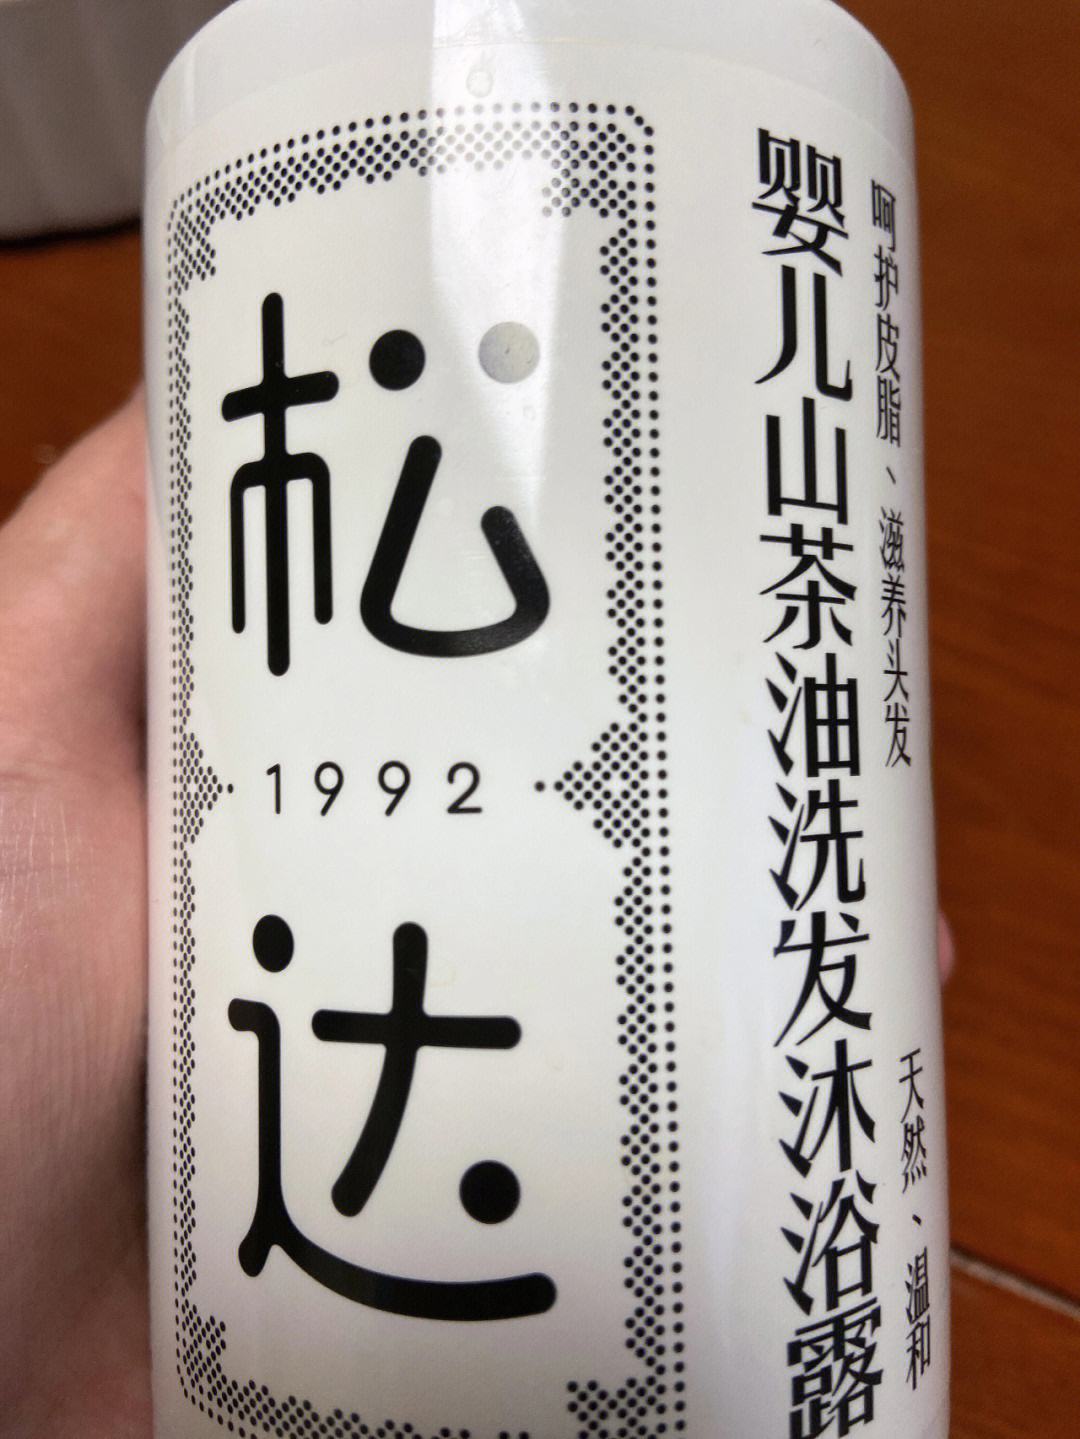 松达
1992
婴儿山茶油洗发沐浴露
呵护皮脂、滋养头发
天然、温和